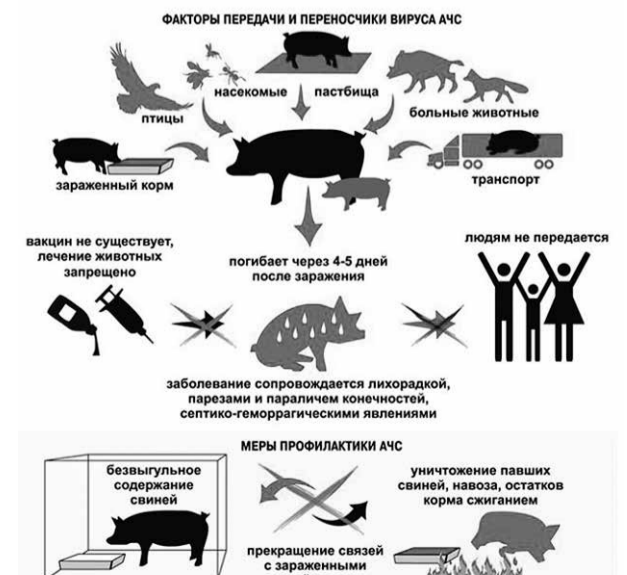 ФАКТОРЫ ПЕРЕДАЧИ И ПЕРЕНОСЧИКИ ВИРУСА АЧС
птицы
насекомые
пастбища
больные животные
зараженный корм
транспорт
вакцин не существует,
лечение животных
запрещено
погибает через 4-5 дней
после заражения
людям не передается
заболевание сопровождается лихорадкой,
парезами и параличем конечностей,
септико-геморрагическими явлениями
МЕРЫ ПРОФИЛАКТИКИ АЧС
безвыгульное
содержание
свиней
прекращение связей
с зараженными
уничтожение павших
свиней, навоза, остатков
корма сжиганием